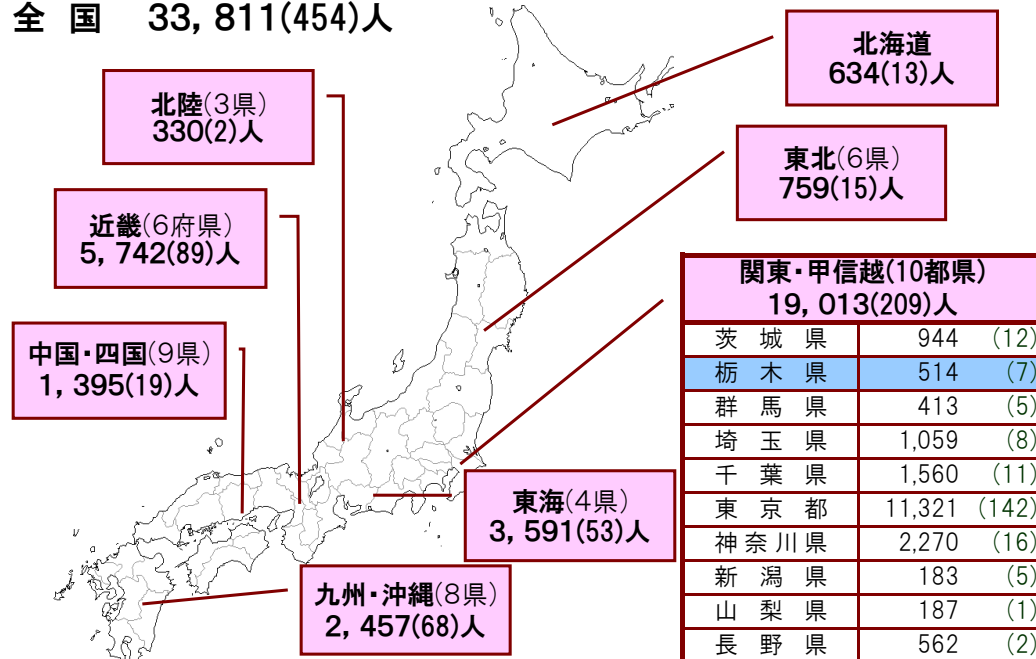 全国 33,811(454)人
北海道
634(13)人
北陸(3県)
330(2)人
東北(6県)
759(15)人
近畿(6府県)
5,742(89)人
関東・甲信越(10都県)
19,013(209)人
茨城県 944 (12)
栃木県 514 (7)
群馬県 413 (5)
埼玉県 1,059 (8)
千葉県 1,560 (11)
東京都 11,321 (142)
神奈川県 2,270 (16)
新潟県 183 (5)
山梨県 187 (1)
長野県 562 (2)
中国・四国(9県)
1,395(19)人
東海(4県)
3,591(53)人
九州・沖縄(8県)
2,457(68)人